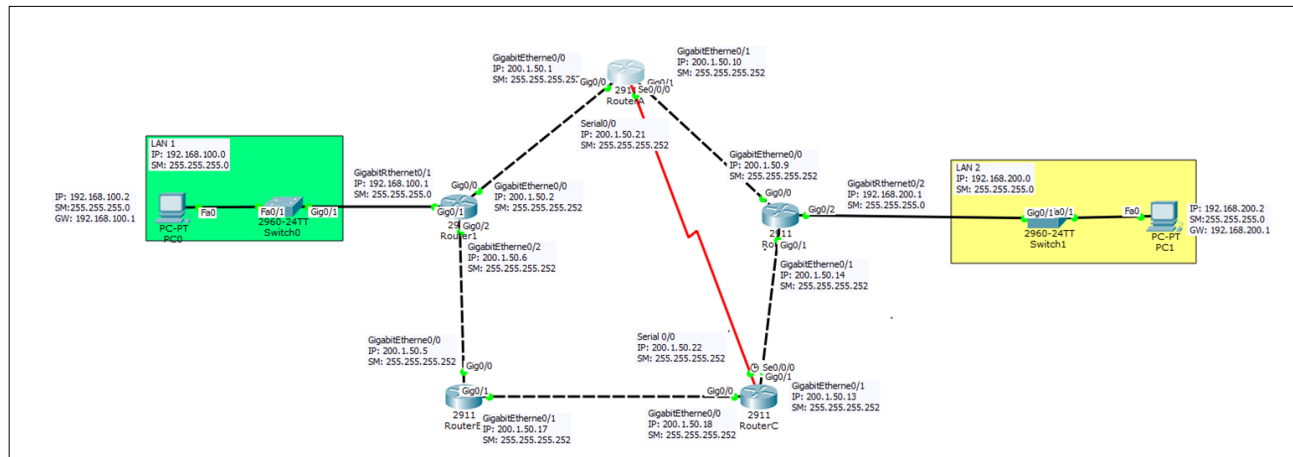 GigabitEtherne0/0
IP: 200.1.50.1
SM: 255.255.255.252
Gig0/0
GigabitEtherne0/1
IP: 200.1.50.10
SM: 255.255.255.252
Gig0/1
Se0/0/0
RouterA
Serial0/0
IP: 200.1.50.21
SM: 255.255.255.252
LAN 1
IP: 192.168.100.0
SM: 255.255.255.0
IP: 192.168.100.2
SM:255.255.255.0
GW: 192.168.100.1
Fa0
PC-PT
PC0
Fa0/1
Gig0/1
2960-24TT
Switch0
GigabitRthernet0/1
IP: 192.168.100.1
SM: 255.255.255.0
Gig0/0
GigabitEtherne0/0
IP: 200.1.50.2
SM: 255.255.255.252
Gig0/1
Gig0/2
Router1
GigabitEtherne0/2
IP: 200.1.50.6
SM: 255.255.255.252
GigabitEtherne0/0
IP: 200.1.50.9
SM: 255.255.255.252
Gig0/0
GigabitRthernet0/2
IP: 192.168.200.1
SM: 255.255.255.0
Gig0/2
2911
Gig0/1
GigabitEtherne0/1
IP: 200.1.50.14
SM: 255.255.255.252
LAN 2
IP: 192.168.200.0
SM: 255.255.255.0
Gig0/1
Fa0
2960-24TT
Switch1
PC-PT
PC1
IP: 192.168.200.2
SM:255.255.255.0
GW: 192.168.200.1
GigabitEtherne0/0
IP: 200.1.50.5
SM: 255.255.255.252
Gig0/0
Gig0/1
2911
GigabitEtherne0/1
IP: 200.1.50.17
SM: 255.255.255.252
Serial 0/0
IP: 200.1.50.22
SM: 255.255.255.252
Se0/0/0
Gig0/1
Gig0/0
2911
RouterC
GigabitEtherne0/0
IP: 200.1.50.18
SM: 255.255.255.252
GigabitEtherne0/1
IP: 200.1.50.13
SM: 255.255.255.252